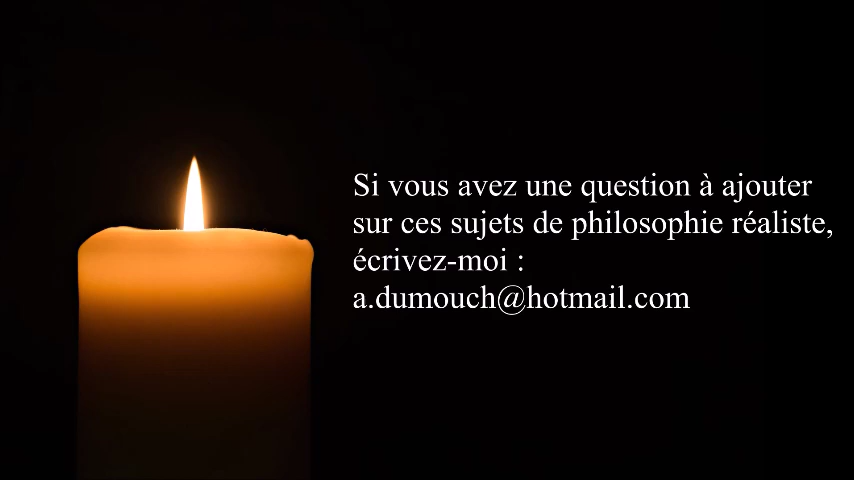 Si vous avez une question à ajouter
sur ces sujets de philosophie réaliste,
écrivez-moi :
a.dumouch@hotmail.com